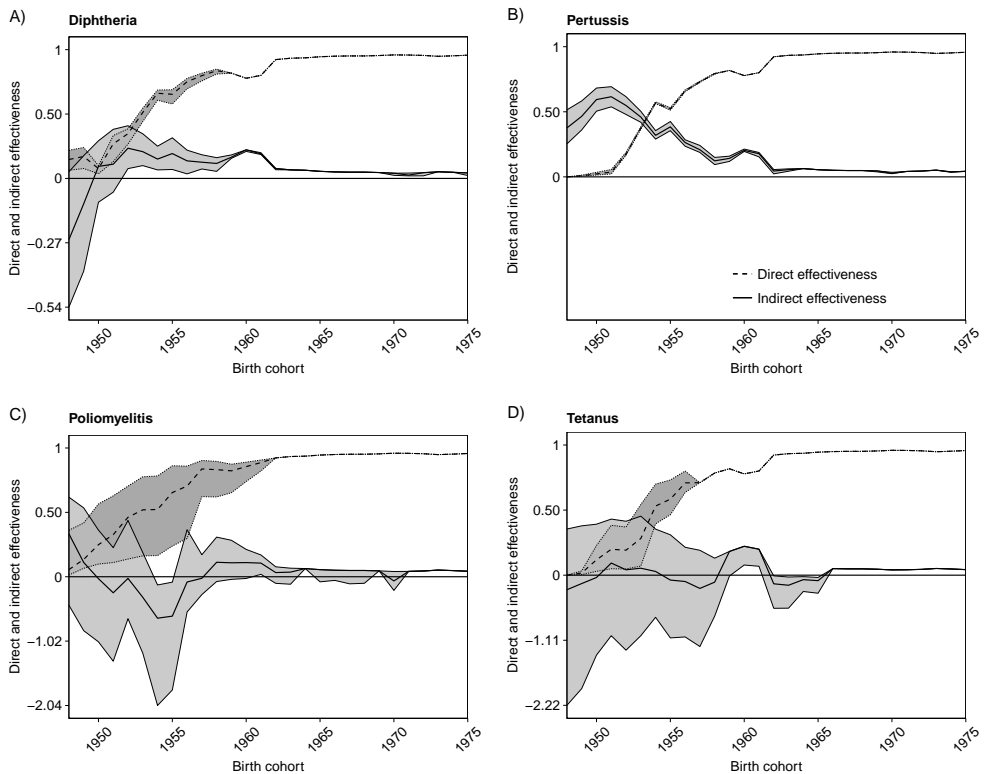 A)
Diphtheria
Direct and indirect effectiveness
1
0.50
0
−0.27
−0.54
1950
1955
1960
1965
1970
1975
Birth cohort
B)
Pertussis
Direct and indirect effectiveness
1
0.50
0
Direct effectiveness
Indirect effectiveness
1950
1955
1960
1965
1970
1975
Birth cohort
C)
Poliomyelitis
Direct and indirect effectiveness
1
0.50
0
−1.02
−2.04
1950
1955
1960
1965
1970
1975
Birth cohort
D)
Tetanus
Direct and indirect effectiveness
1
0.50
0
−1.11
−2.22
1950
1955
1960
1965
1970
1975
Birth cohort